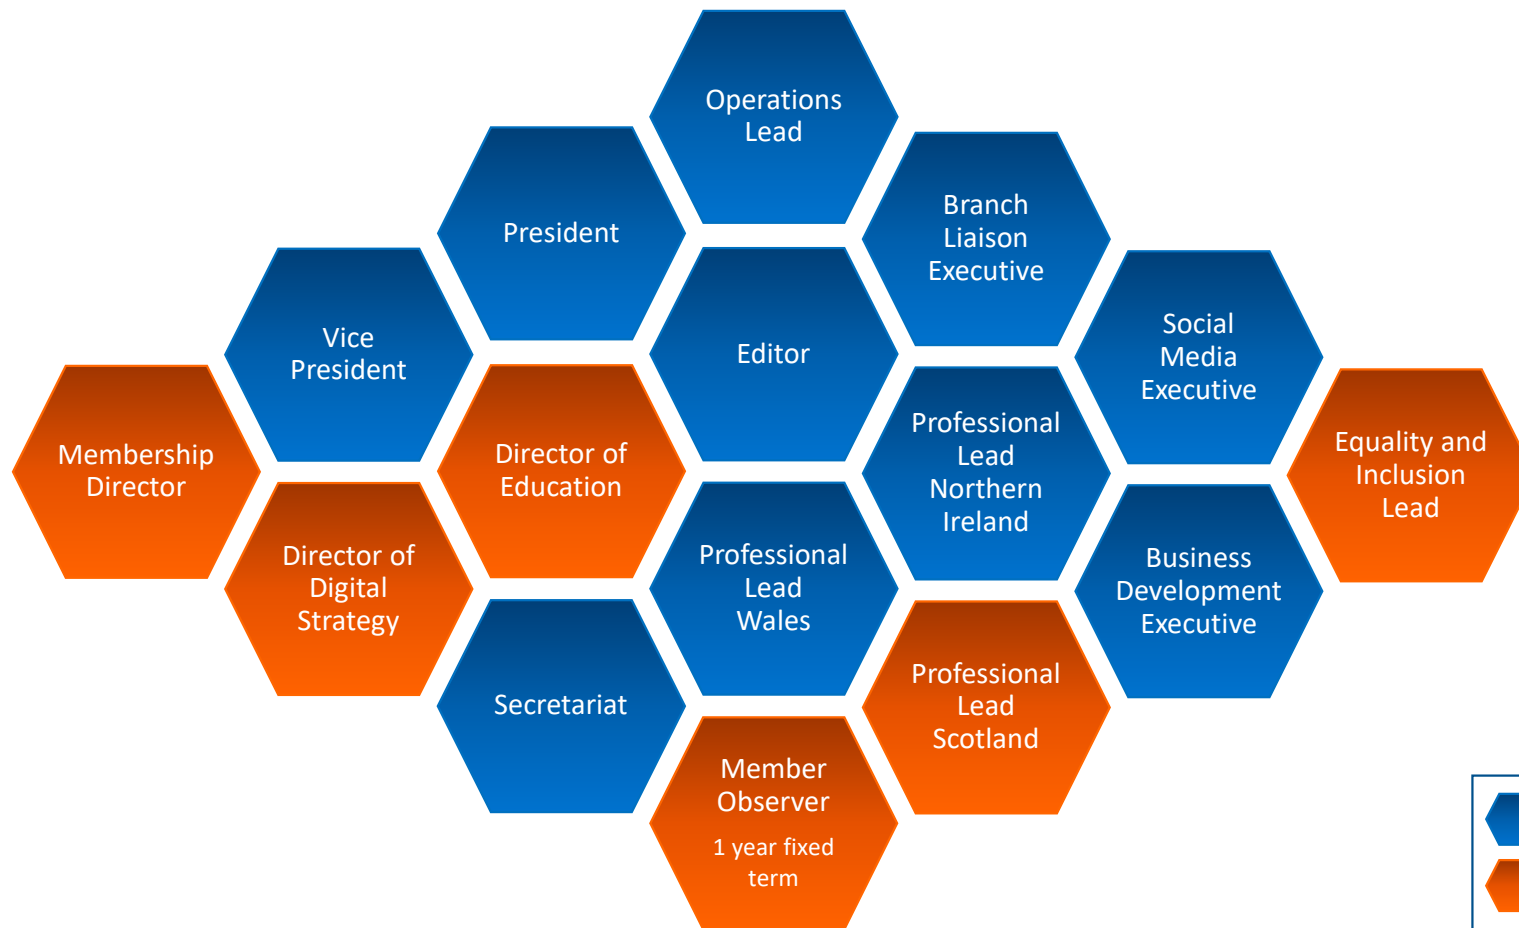 Operations
Lead
President
Branch
Liaison
Executive
Vice
President
Editor
Social
Media
Executive
Membership
Director
Director of
Education
Professional
Lead
Northern
Ireland
Equality and
Inclusion
Lead
Director of
Digital
Strategy
Professional
Lead
Wales
Business
Development
Executive
Secretariat
Professional
Lead
Scotland
Member
Observer
1 year fixed
term